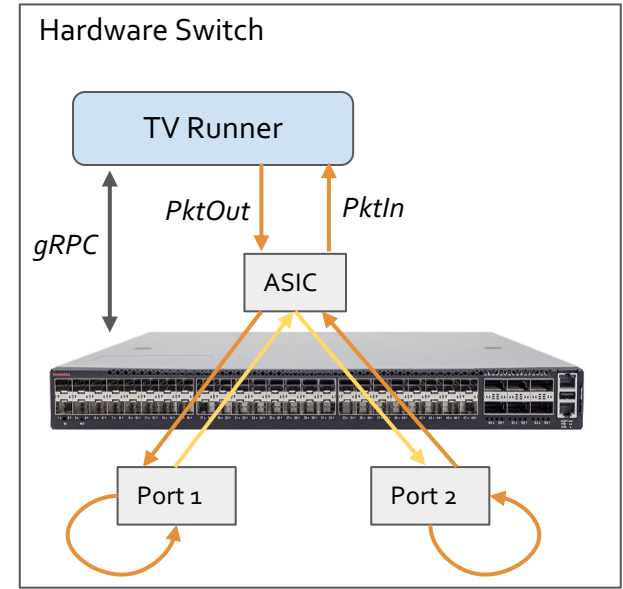 Hardware Switch
TV Runner
PktOut
PktIn
gRPC
ASIC
Port 1
Port 2